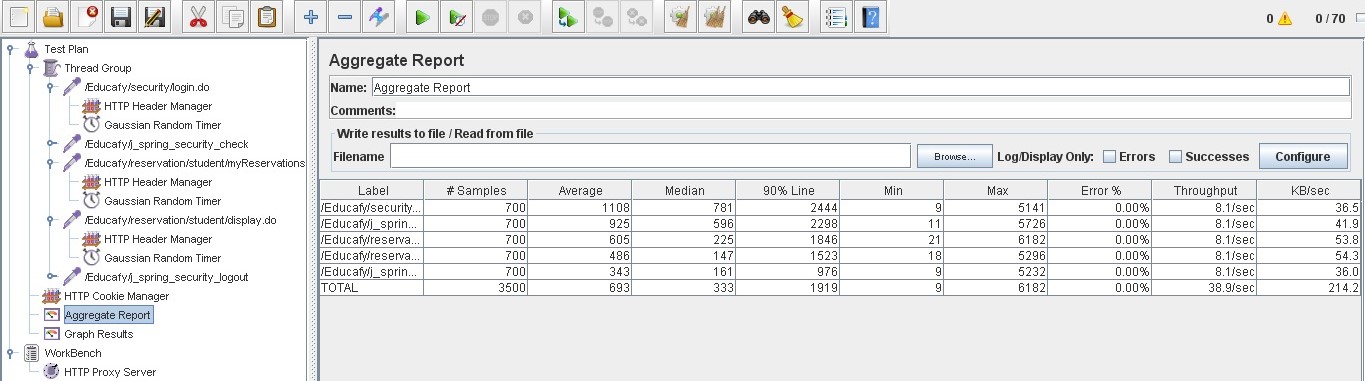 0 0 / 70
Test Plan
Thread Group
/Educafy/security/login.do
HTTP Header Manager
Gaussian Random Timer
/Educafy/j_spring_security_check
/Educafy/reservation/student/myReservations
HTTP Header Manager
Gaussian Random Timer
/Educafy/reservation/student/display.do
HTTP Header Manager
Gaussian Random Timer
/Educafy/j_spring_security_logout
HTTP Cookie Manager
Aggregate Report
Graph Results
WorkBench
HTTP Proxy Server
Aggregate Report
Name: Aggregate Report
Comments:
Write results to file / Read from file
Filename Browse... Log/Display Only: Errors Successes Configure
Label # Samples Average Median 90% Line Min Max Error % Throughput KB/sec
/Educafy/security... 700 1108 781 2444 9 5141 0.00% 8.1/sec 36.5
/Educafy/j_sprin... 700 925 596 2298 11 5726 0.00% 8.1/sec 41.9
/Educafy/reserva... 700 605 225 1846 21 6182 0.00% 8.1/sec 53.8
/Educafy/reserva... 700 486 147 1523 18 5296 0.00% 8.1/sec 54.3
/Educafy/j_sprin... 700 343 161 976 9 5232 0.00% 8.1/sec 36.0
TOTAL 3500 693 333 1919 9 6182 0.00% 38.9/sec 214.2